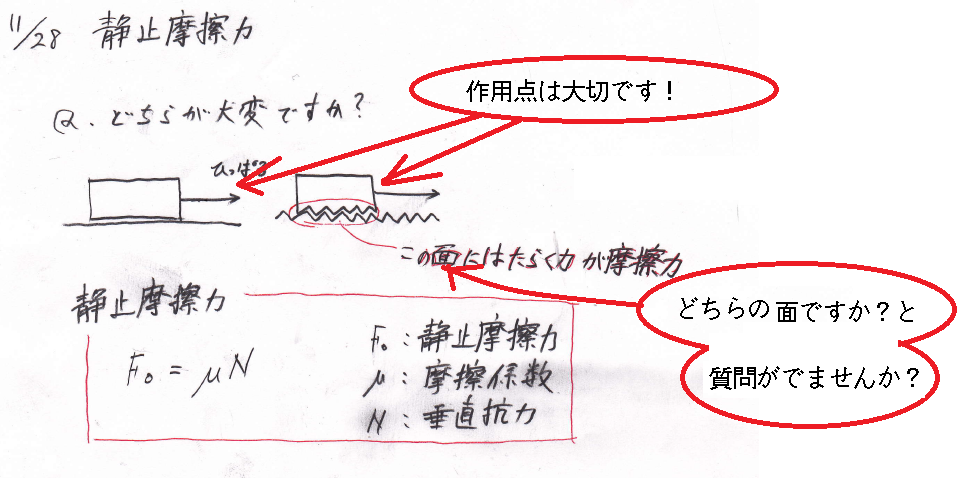 11/28 静止摩擦力
作用点は大切です！
Q、どちらが大変ですか？
ひっぱる
この面にはたらく力が摩擦力
どちらの面ですか？と
質問がでませんか？
静止摩擦力
F₀ = μN
F₀：静止摩擦力
μ：摩擦係数
N：垂直抗力